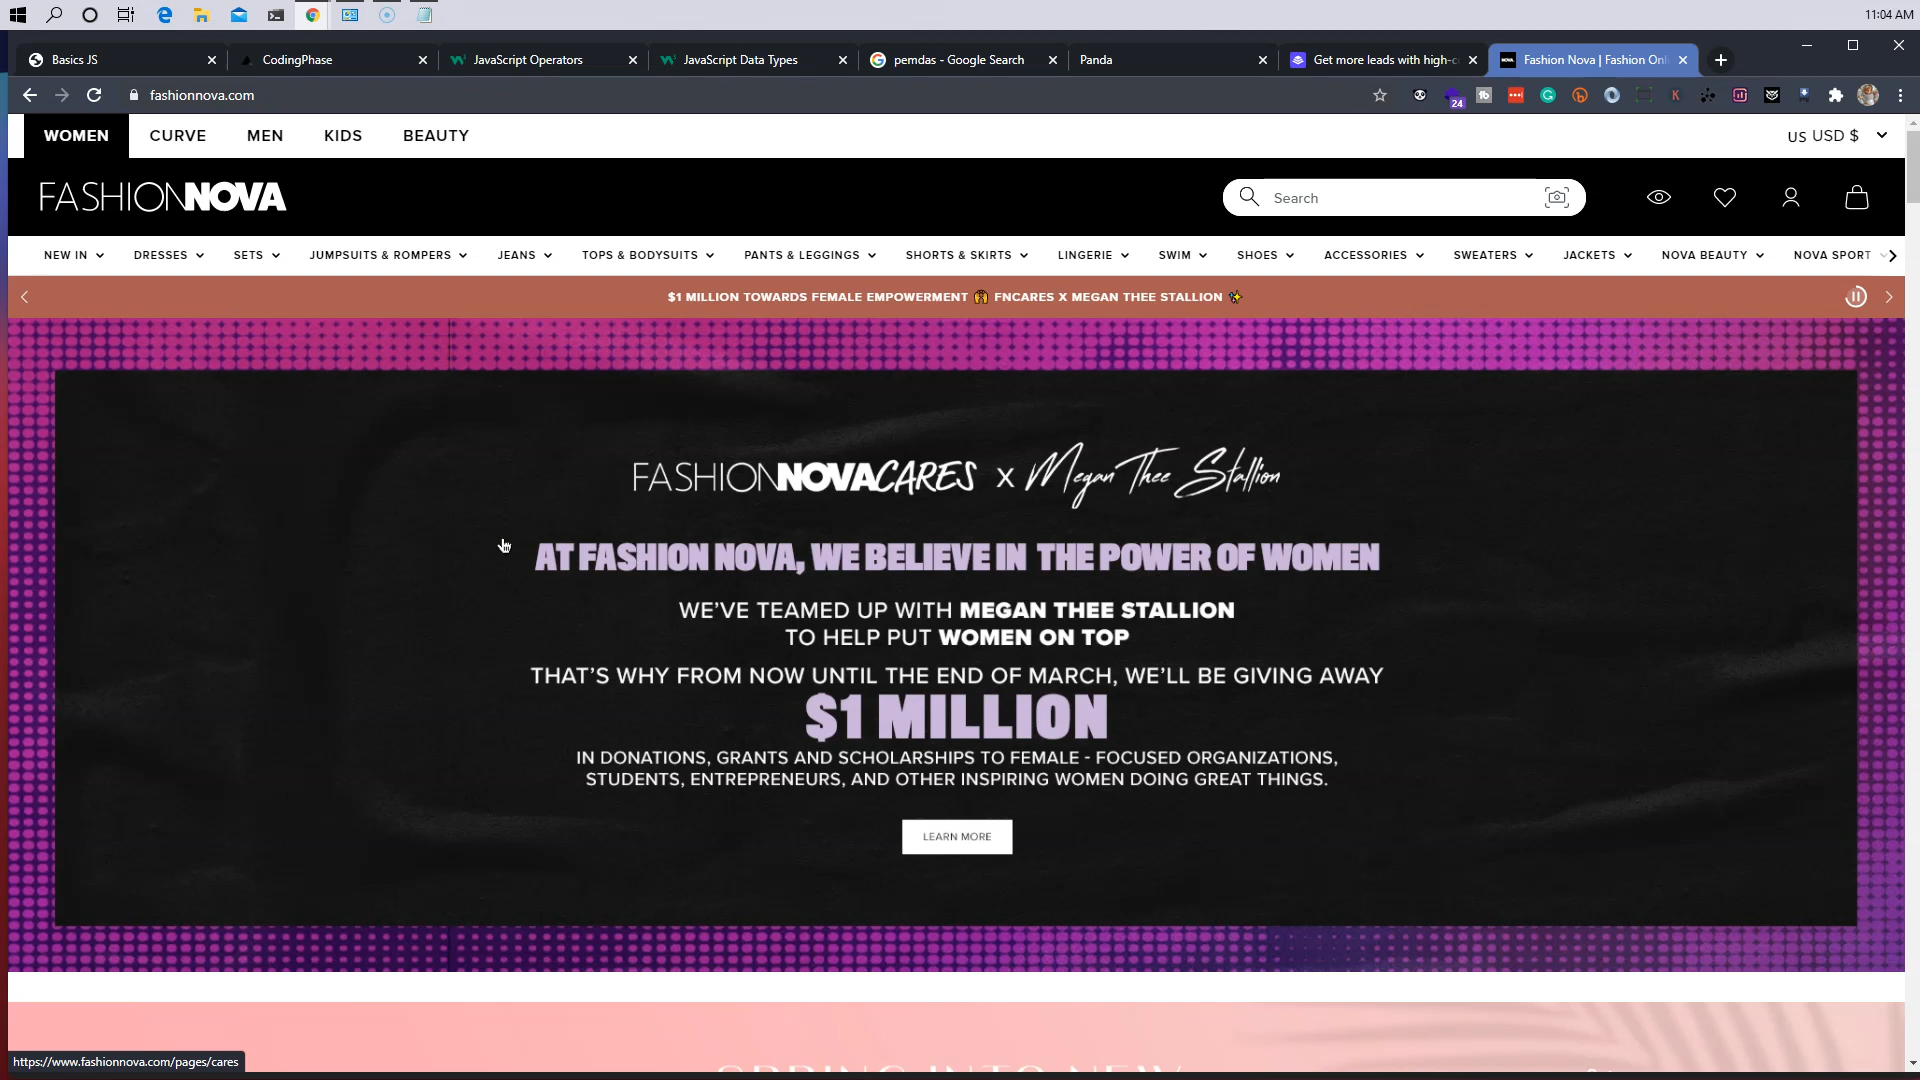 11:04 AM
Basics JS
CodingPhase
JavaScript Operators
JavaScript Data Types
pemdas - Google Search
Panda
Get more leads with high-c
Fashion Nova | Fashion Onl
fashionnova.com
24
WOMEN
CURVE
MEN
KIDS
BEAUTY
US USD $
FASHIONNOVA
Search
NEW IN
DRESSES
SETS
JUMPSUITS & ROMPERS
JEANS
TOPS & BODYSUITS
PANTS & LEGGINGS
SHORTS & SKIRTS
LINGERIE
SWIM
SHOES
ACCESSORIES
SWEATERS
JACKETS
NOVA BEAUTY
NOVA SPORT
$1 MILLION TOWARDS FEMALE EMPOWERMENT 🙌 FNCARES X MEGAN THEE STALLION ✨
FASHIONNOVACARES X Megan Thee Stallion
AT FASHION NOVA, WE BELIEVE IN THE POWER OF WOMEN
WE'VE TEAMED UP WITH MEGAN THEE STALLION
TO HELP PUT WOMEN ON TOP
THAT'S WHY FROM NOW UNTIL THE END OF MARCH, WE'LL BE GIVING AWAY
$1 MILLION
IN DONATIONS, GRANTS AND SCHOLARSHIPS TO FEMALE - FOCUSED ORGANIZATIONS,
STUDENTS, ENTREPRENEURS, AND OTHER INSPIRING WOMEN DOING GREAT THINGS.
LEARN MORE
SPRING INTO NEW
https://www.fashionnova.com/pages/cares